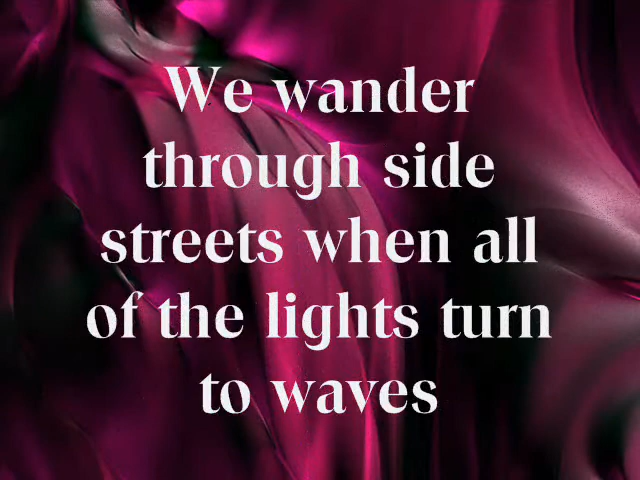 We wander
through side
streets when all
of the lights turn
to waves